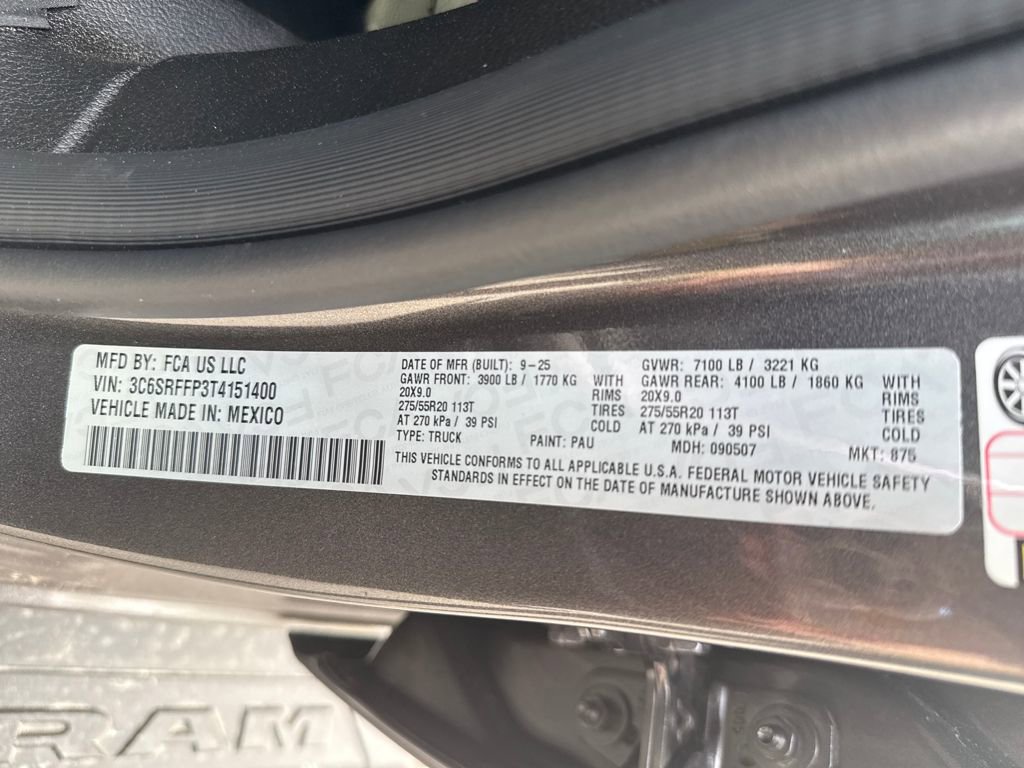 MFD BY: FCA US LLC
VIN: 3C6SRFFP3T4151400
VEHICLE MADE IN: MEXICO
DATE OF MFR (BUILT): 9-25
GAWR FRONT: 3900 LB / 1770 KG WITH
20X9.0 RIMS
275/55R20 113T TIRES
AT 270 kPa / 39 PSI COLD
TYPE: TRUCK PAINT: PAU
GVWR: 7100 LB / 3221 KG
GAWR REAR: 4100 LB / 1860 KG WITH
20X9.0 RIMS
275/55R20 113T TIRES
AT 270 kPa / 39 PSI COLD
MDH: 090507 MKT: 875
THIS VEHICLE CONFORMS TO ALL APPLICABLE U.S.A. FEDERAL MOTOR VEHICLE SAFETY
STANDARDS IN EFFECT ON THE DATE OF MANUFACTURE SHOWN ABOVE.
RAM